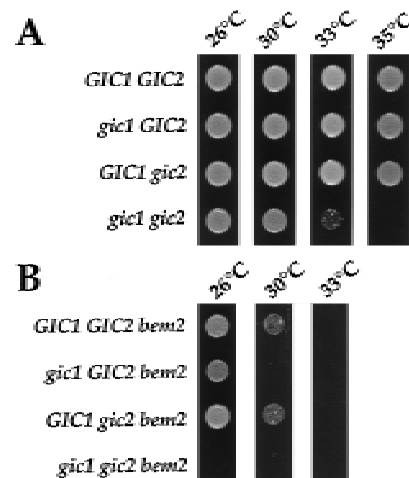 A
26°C 30°C 33°C 35°C
GIC1 GIC2
gic1 GIC2
GIC1 gic2
gic1 gic2
B
26°C 30°C 33°C
GIC1 GIC2 bem2
gic1 GIC2 bem2
GIC1 gic2 bem2
gic1 gic2 bem2